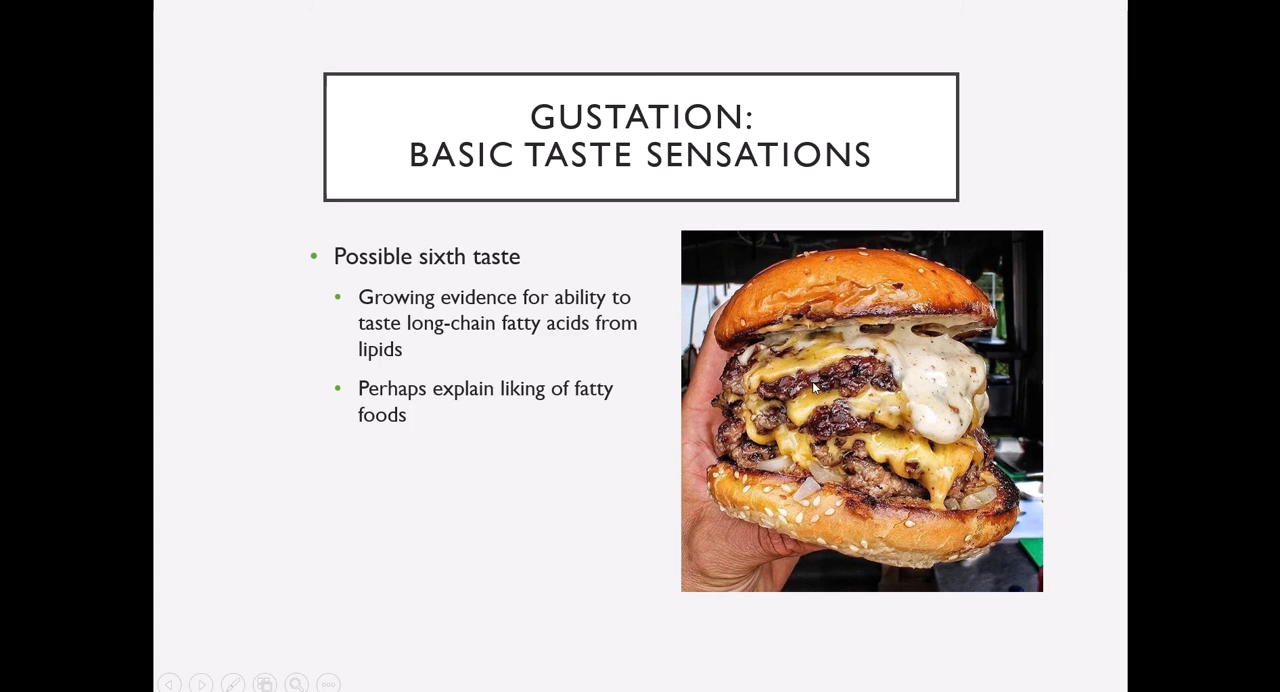 GUSTATION:
BASIC TASTE SENSATIONS
• Possible sixth taste
• Growing evidence for ability to
taste long-chain fatty acids from
lipids
• Perhaps explain liking of fatty
foods